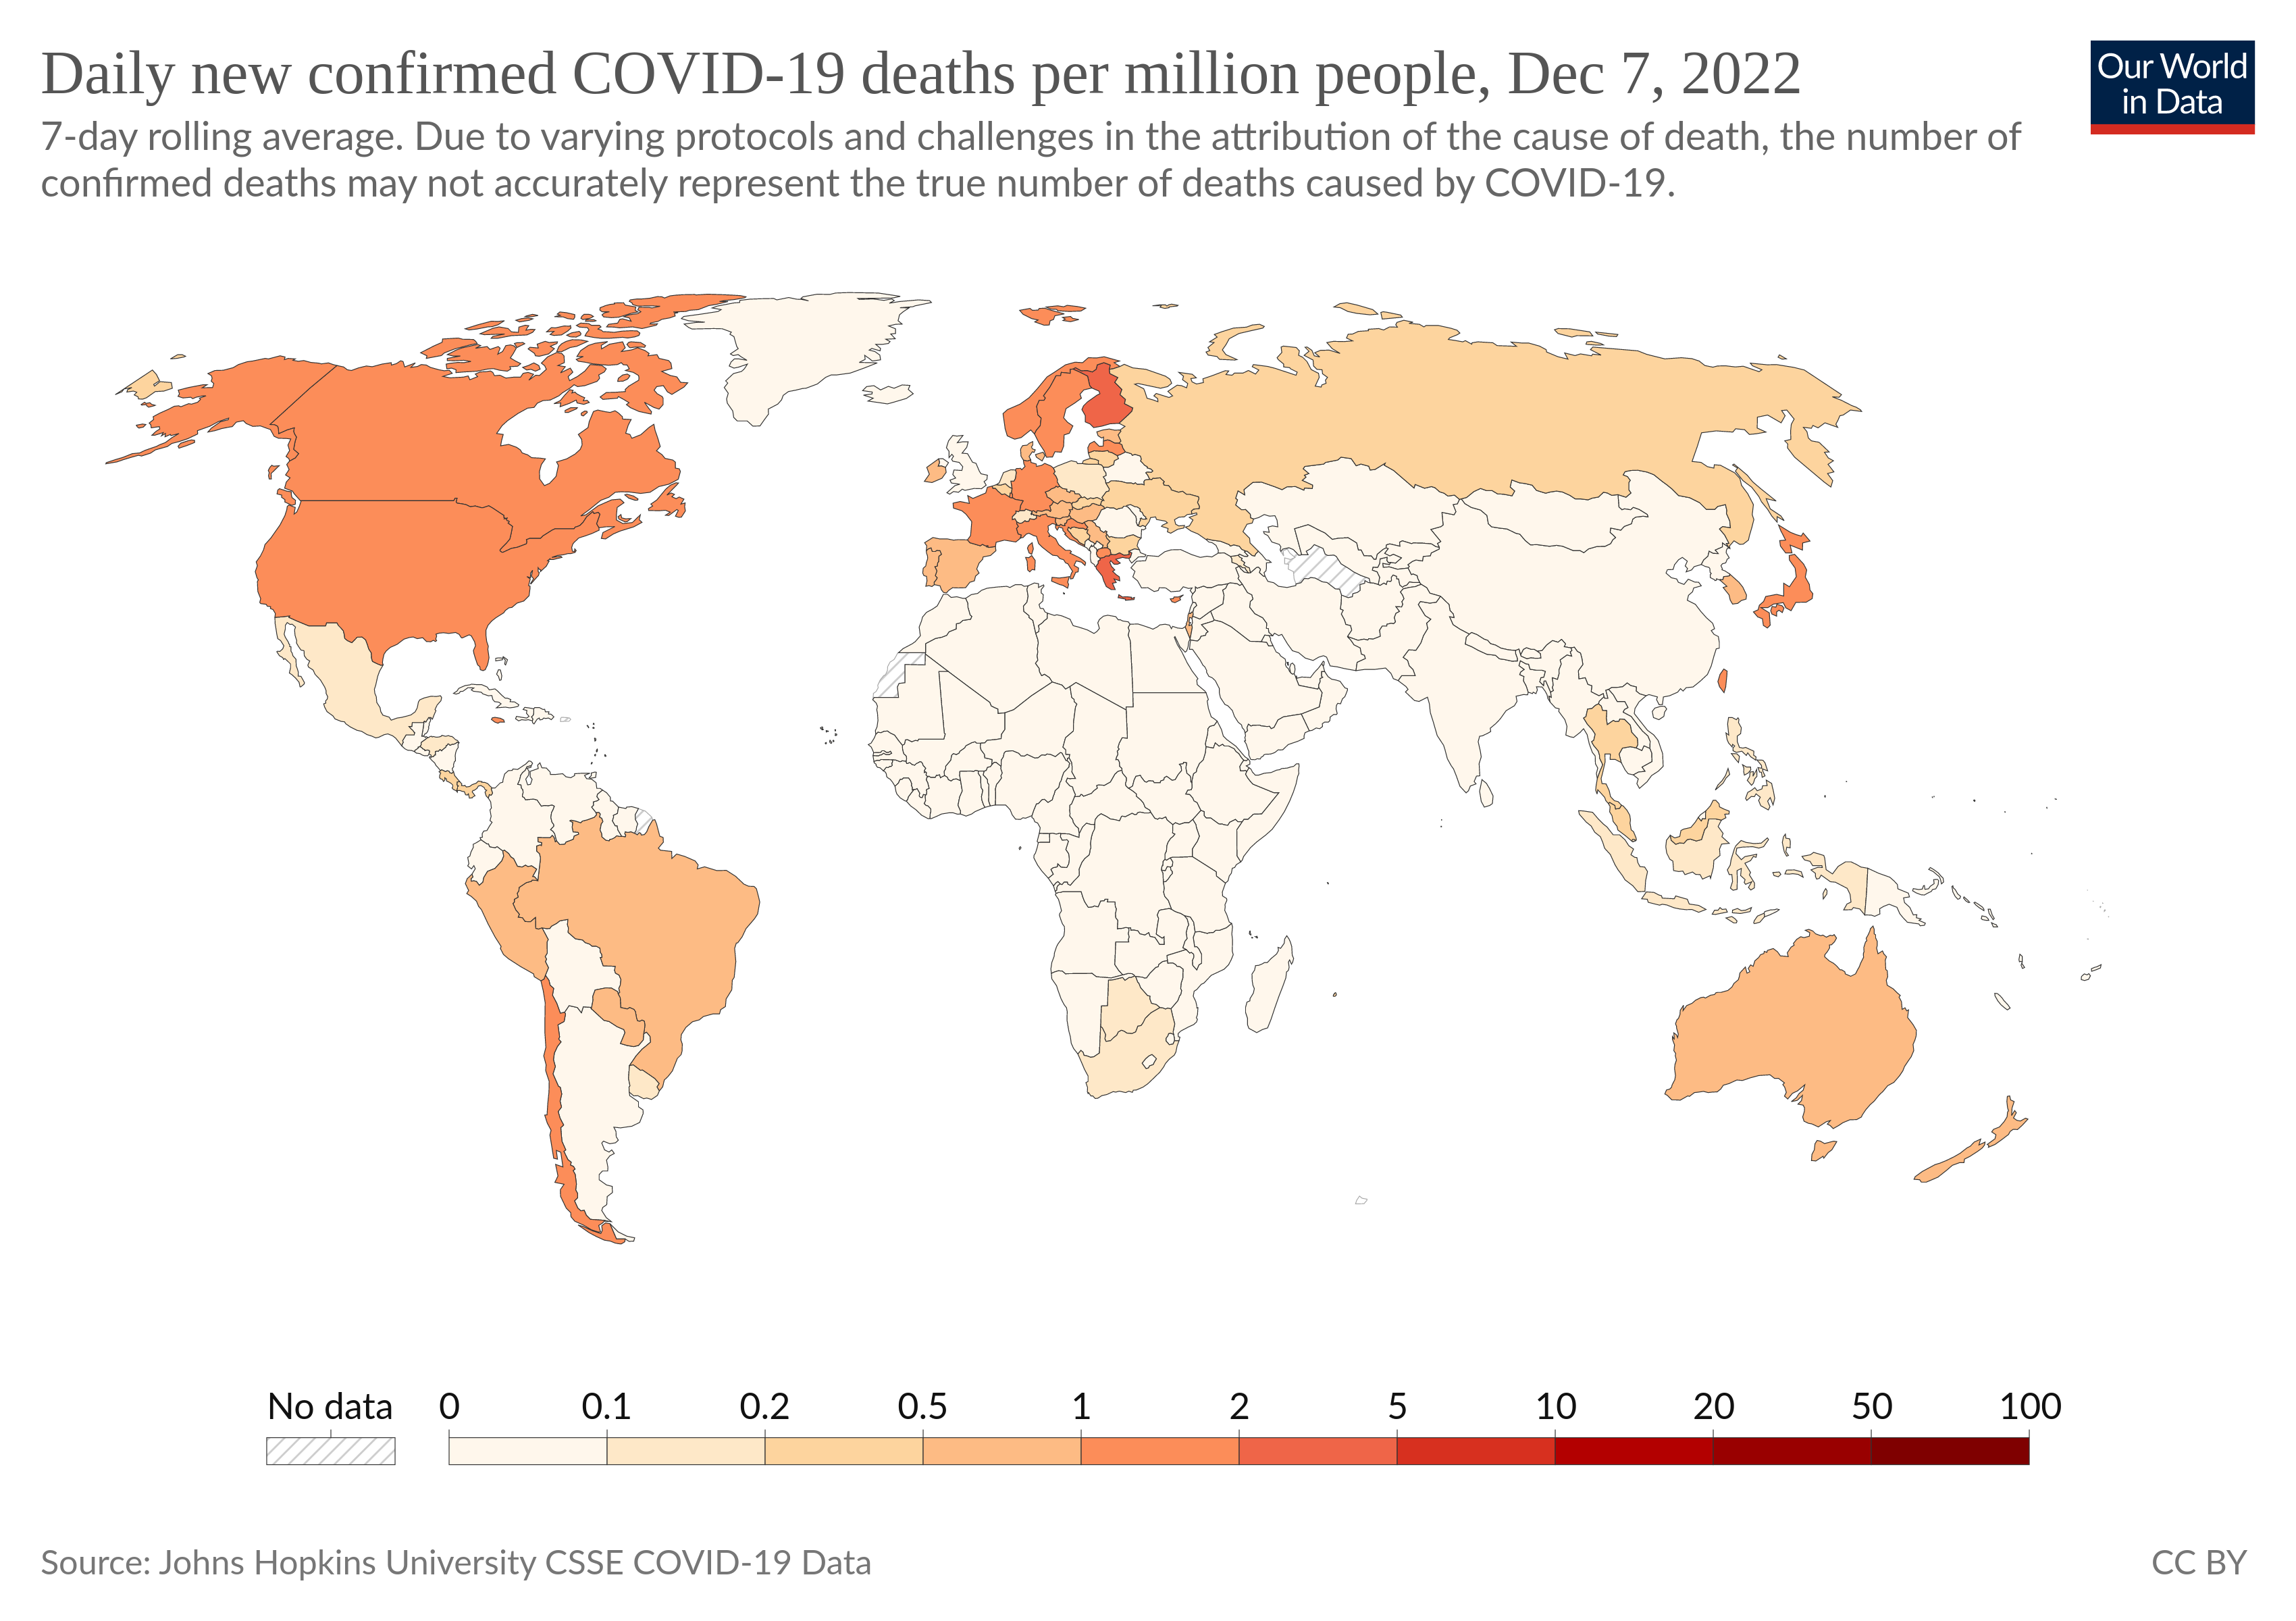 Daily new confirmed COVID-19 deaths per million people, Dec 7, 2022
Our World
in Data
7-day rolling average. Due to varying protocols and challenges in the attribution of the cause of death, the number of
confirmed deaths may not accurately represent the true number of deaths caused by COVID-19.
No data 0 0.1 0.2 0.5 1 2 5 10 20 50 100
Source: Johns Hopkins University CSSE COVID-19 Data
CC BY